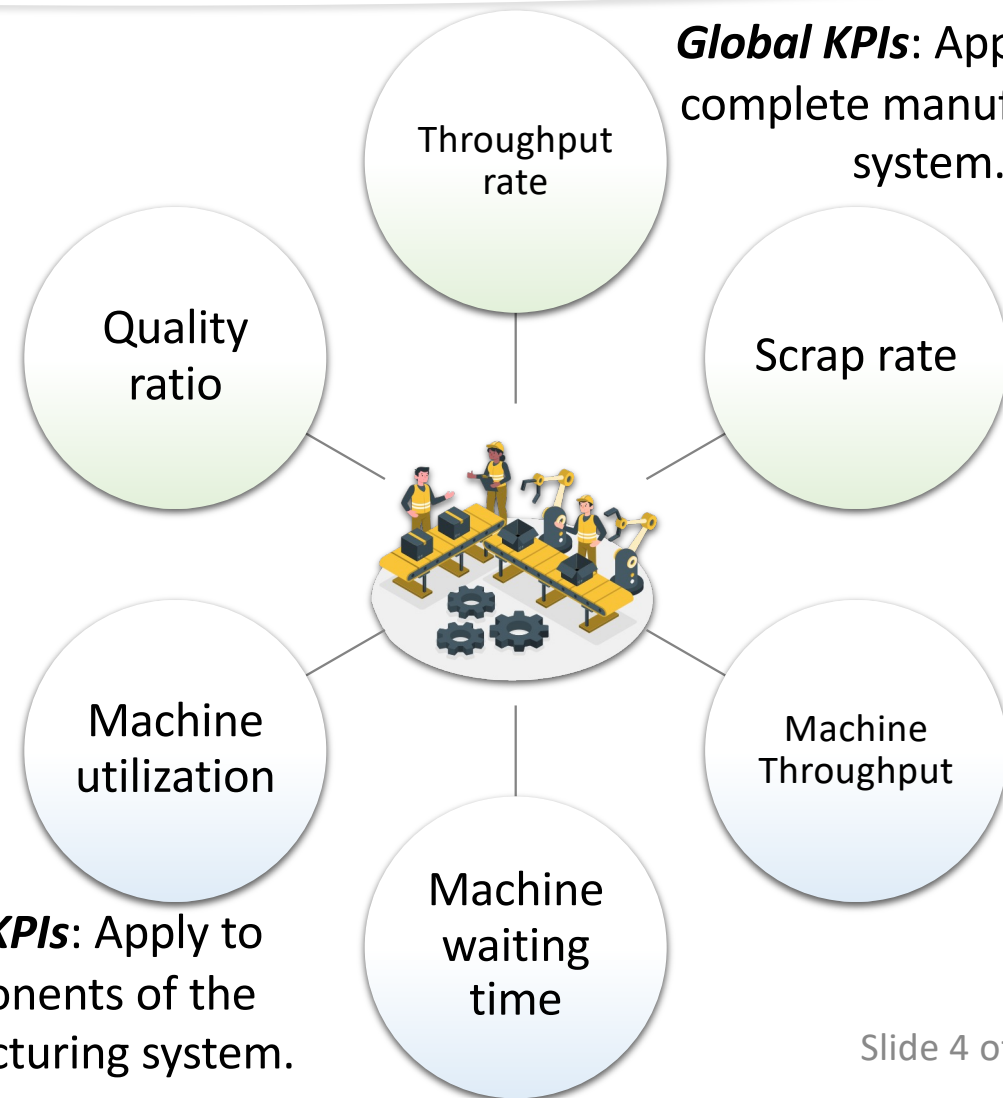 Global KPIs: App
complete manuf
system.
Throughput
rate
Quality
ratio
Scrap rate
Machine
utilization
Machine
Throughput
Machine
waiting
time
KPIs: Apply to
onents of the
cturing system.
Slide 4 of